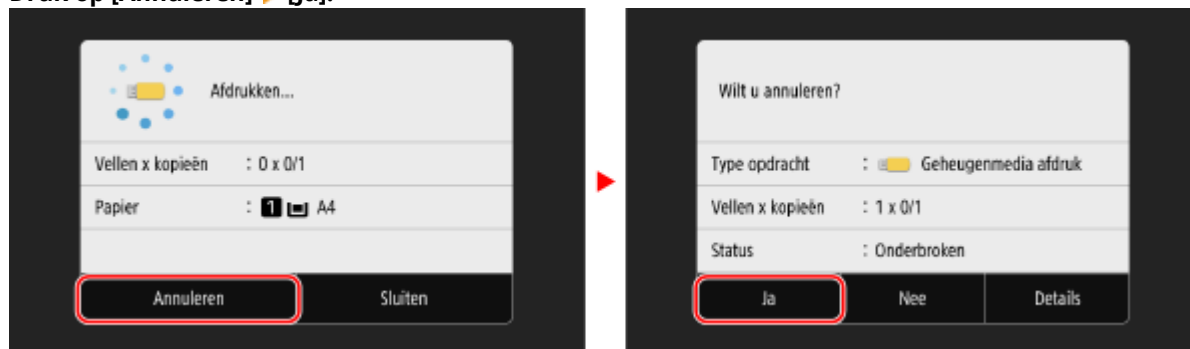 Afdrukken...
Vellen x kopieën : 0 x 0/1
Papier : 1 A4
Annuleren Sluiten
Wilt u annuleren?
Type opdracht : Geheugenmedia afdruk
Vellen x kopieën : 1 x 0/1
Status : Onderbroken
Ja Nee Details